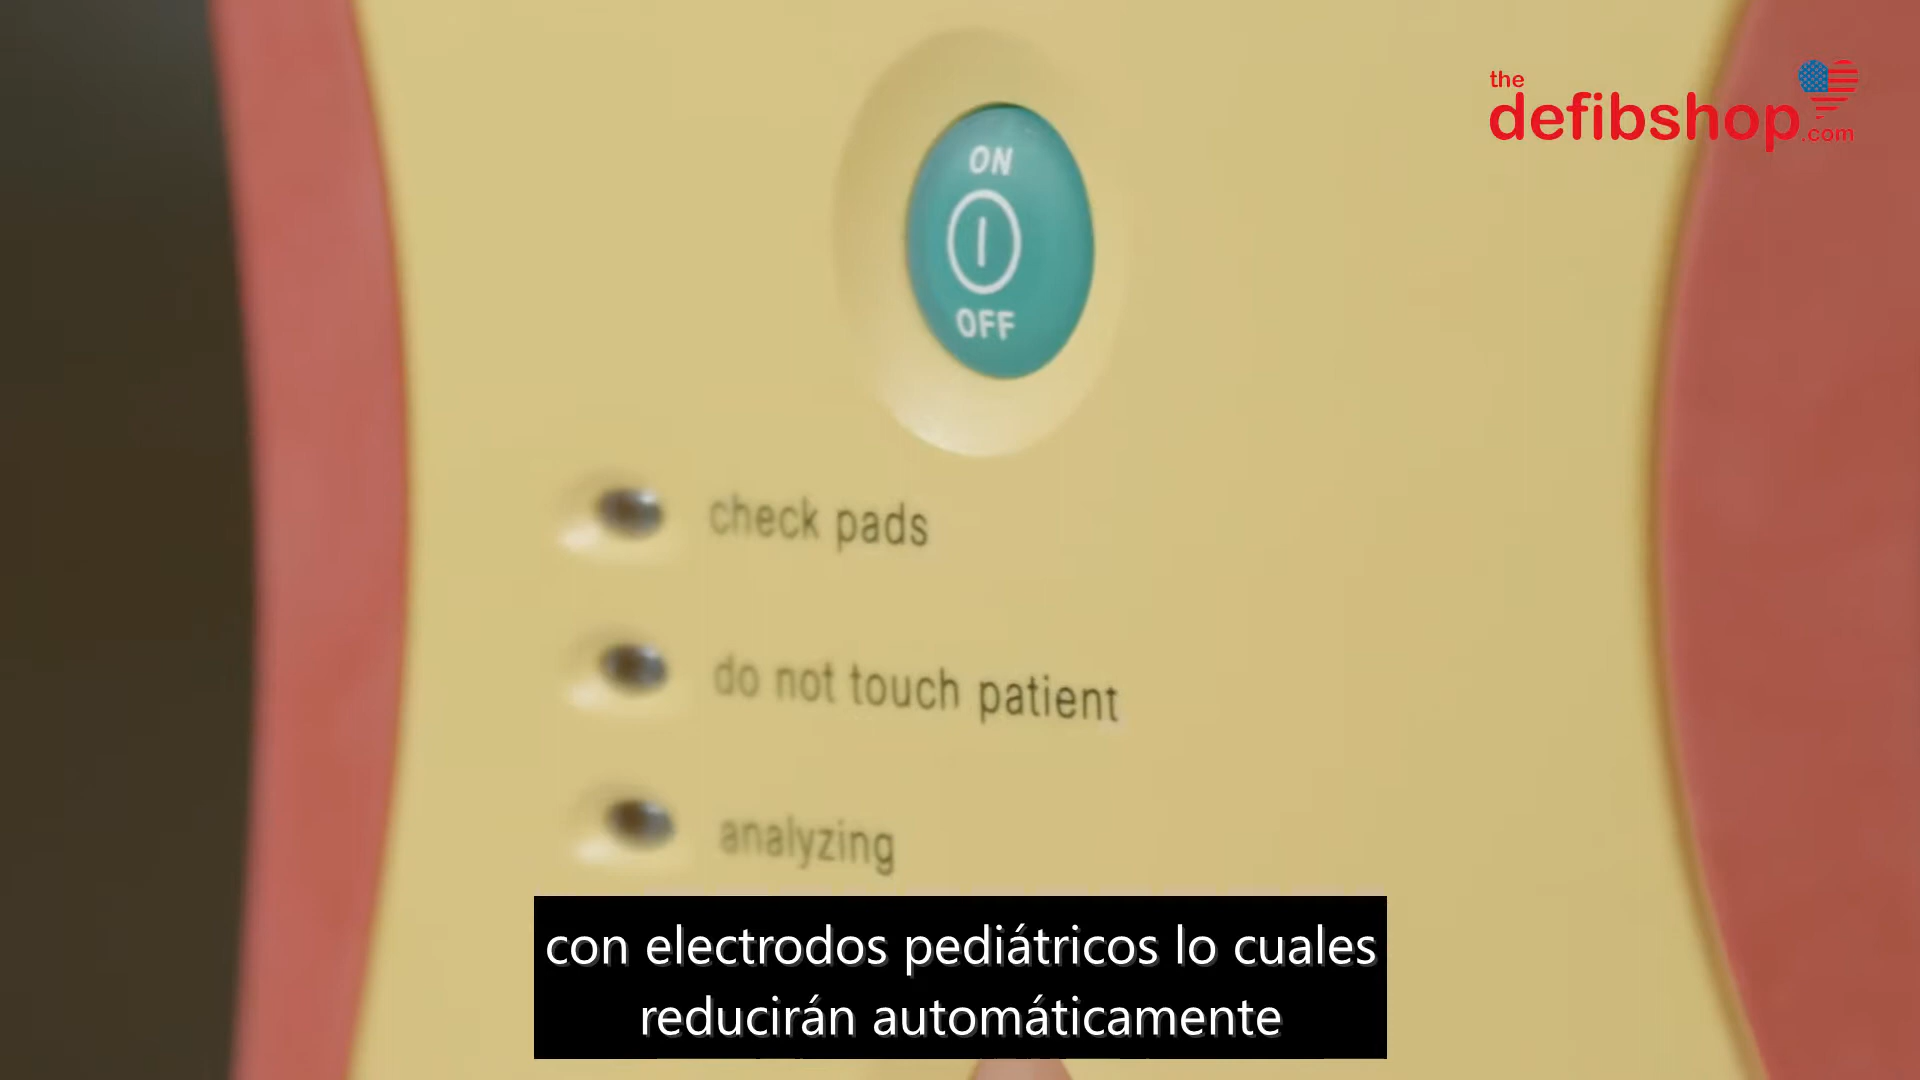 the
defibshop.com
ON
OFF
check pads
do not touch patient
analyzing
con electrodos pediátricos lo cuales
reducirán automáticamente